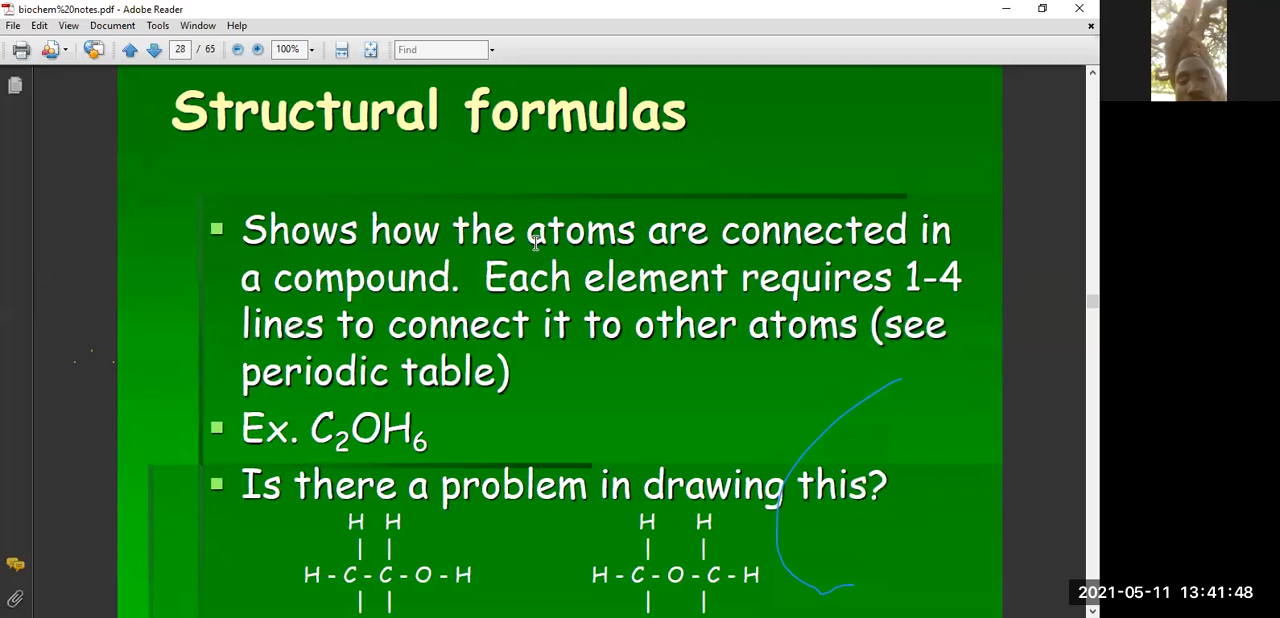 biochem%20notes.pdf - Adobe Reader
File Edit View Document Tools Window Help
28 / 65 100% Find
Structural formulas
Shows how the atoms are connected in
a compound. Each element requires 1-4
lines to connect it to other atoms (see
periodic table)
Ex. C₂OH₆
Is there a problem in drawing this?
H H H H
| | | |
H - C - C - O - H H - C - O - C - H
| | | |
2021-05-11 13:41:48